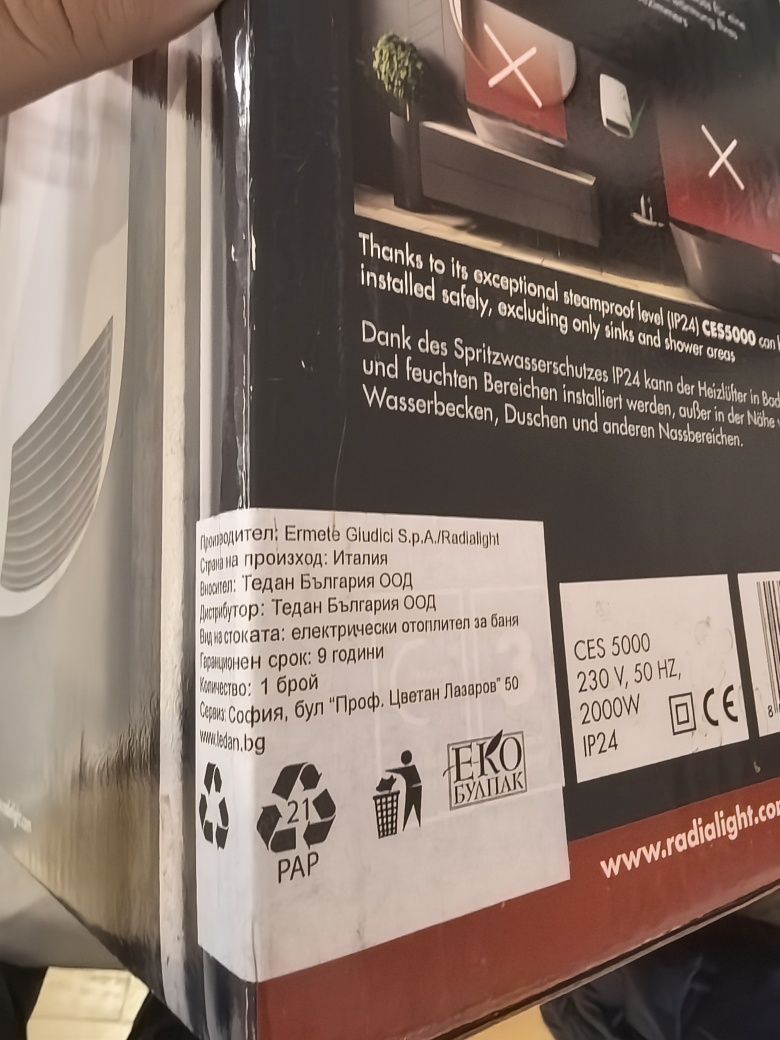 Thanks to its exceptional steamproof level (IP24) CES5000 can
installed safely, excluding only sinks and shower areas
Dank des Spritzwasserschutzes IP24 kann der Heizlüfter in Bad
und feuchten Bereichen installiert werden, außer in der Nähe
Wasserbecken, Duschen und anderen Nassbereichen.
Производител: Ermete Giudici S.p.A./Radialight
Страна на произход: Италия
Вносител: Тедан България ООД
Дистрибутор: Тедан България ООД
Вид на стоката: електрически отоплител за баня
Гаранционен срок: 9 години
Количество: 1 брой
Сервиз: София, бул "Проф. Цветан Лазаров" 50
www.tedan.bg
21
PAP
ЕКО
БУЛПАК
CES 5000
230 V, 50 HZ,
2000W
IP24
CE
8
www.radialight.co